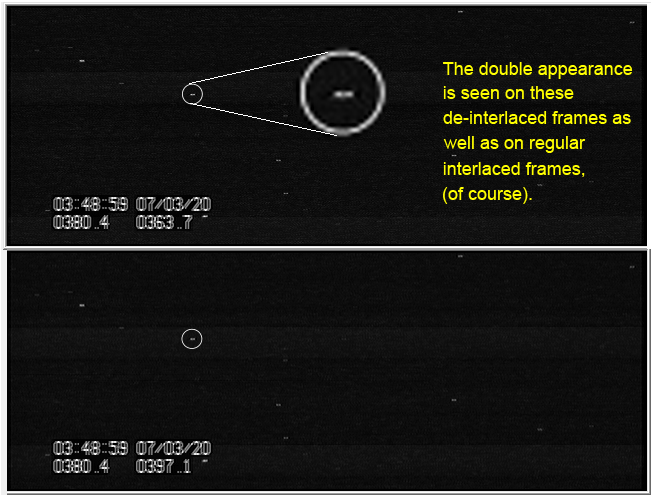 The double appearance
is seen on these
de-interlaced frames as
well as on regular
interlaced frames,
(of course).
03:48:59 07/03/20
0380.4 0363.7
03:48:59 07/03/20
0380.4 0397.1